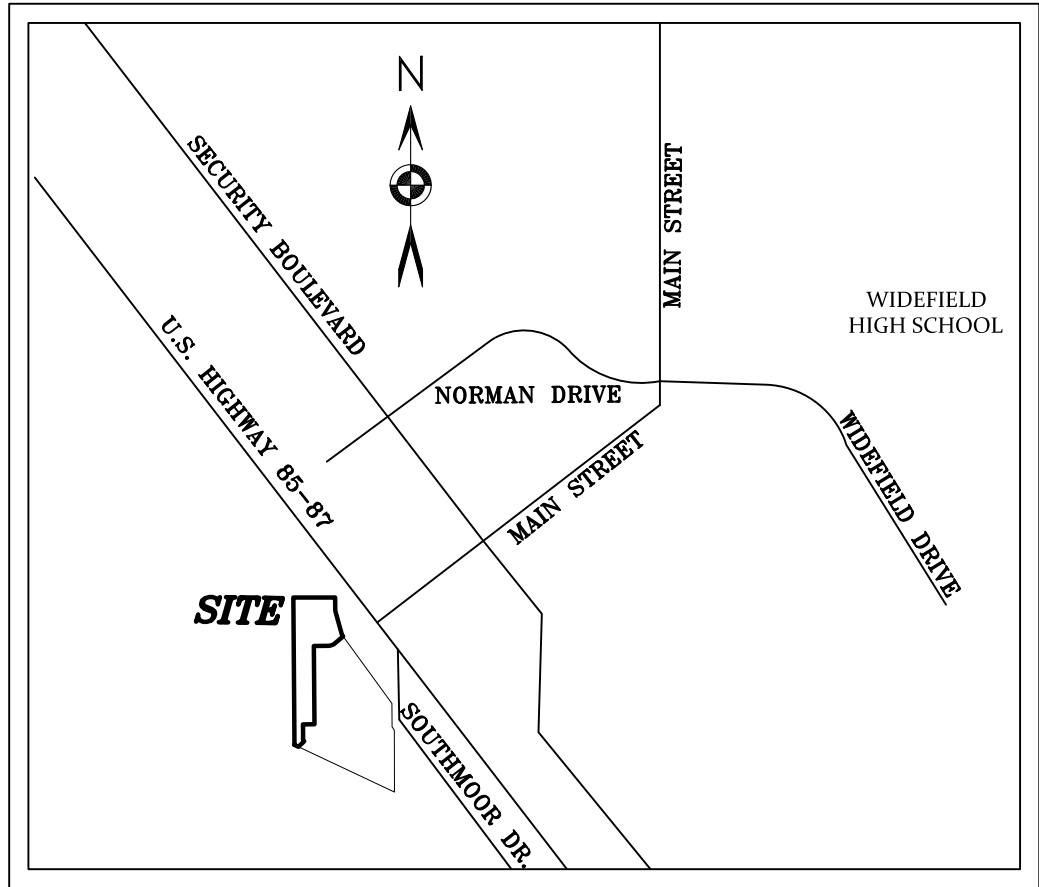 N
SECURITY BOULEVARD
MAIN STREET
WIDEFIELD
HIGH SCHOOL
U.S. HIGHWAY 85-87
NORMAN DRIVE
WIDEFIELD DRIVE
MAIN STREET
SITE
SOUTHMOOR DR.